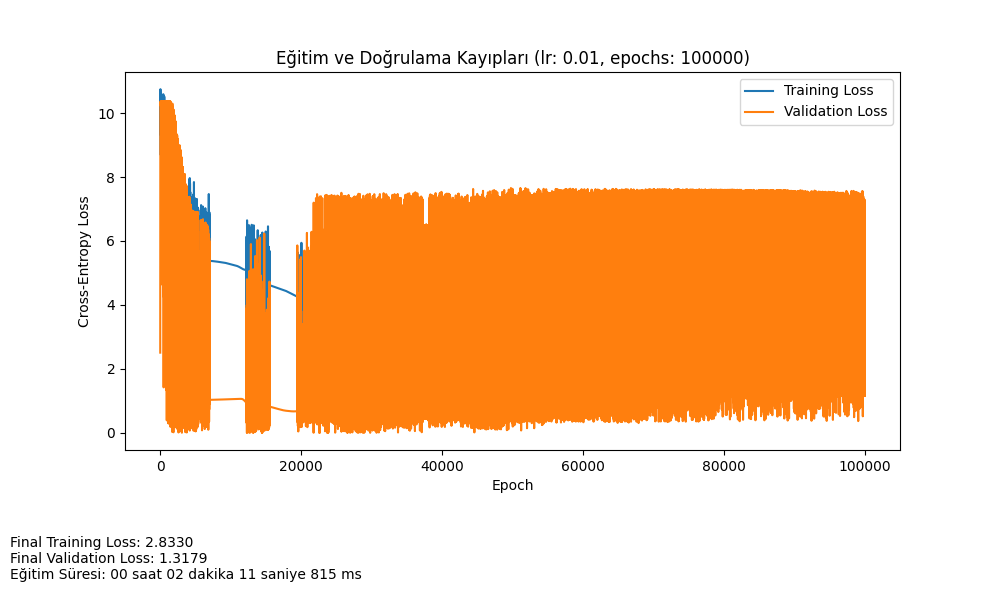 Eğitim ve Doğrulama Kayıpları (lr: 0.01, epochs: 100000)
Training Loss
Validation Loss
Cross-Entropy Loss
10
8
6
4
2
0
0 20000 40000 60000 80000 100000
Epoch
Final Training Loss: 2.8330
Final Validation Loss: 1.3179
Eğitim Süresi: 00 saat 02 dakika 11 saniye 815 ms